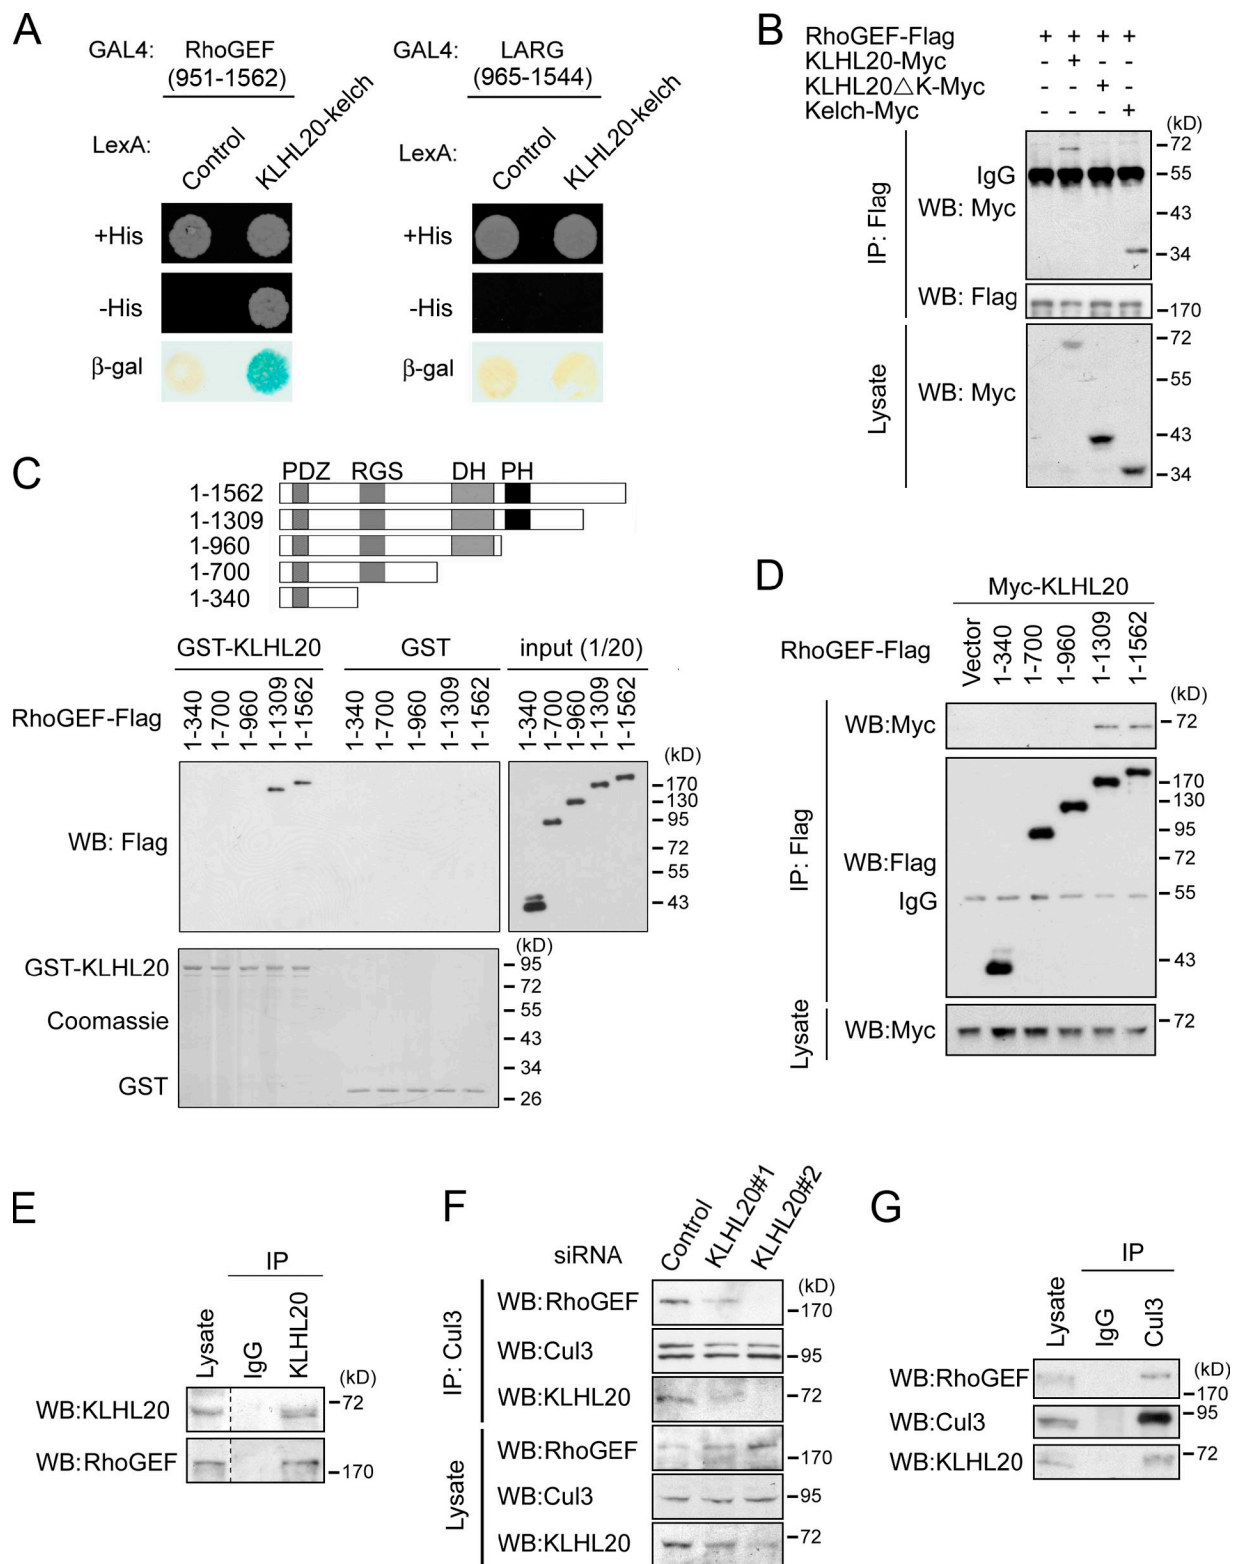 A
GAL4: RhoGEF (951-1562)
LexA: Control KLHL20-kelch
+His
-His
β-gal
GAL4: LARG (965-1544)
LexA: Control KLHL20-kelch
+His
-His
β-gal
B
RhoGEF-Flag + + + +
KLHL20-Myc - + - -
KLHL20△K-Myc - - + -
Kelch-Myc - - - +
(kD)
IP: Flag
IgG
WB: Myc
72
55
43
34
WB: Flag
170
Lysate
WB: Myc
72
55
43
34
C
PDZ RGS DH PH
1-1562
1-1309
1-960
1-700
1-340
GST-KLHL20 GST input (1/20)
RhoGEF-Flag 1-340 1-700 1-960 1-1309 1-1562 1-340 1-700 1-960 1-1309 1-1562 1-340 1-700 1-960 1-1309 1-1562
(kD)
WB: Flag
170
130
95
72
55
43
(kD)
GST-KLHL20
Coomassie
GST
95
72
55
43
34
26
D
Myc-KLHL20
RhoGEF-Flag Vector 1-340 1-700 1-960 1-1309 1-1562
(kD)
IP: Flag
WB:Myc
72
WB:Flag
IgG
170
130
95
72
55
43
Lysate
WB:Myc
72
E
IP
Lysate IgG KLHL20
(kD)
WB:KLHL20
72
WB:RhoGEF
170
F
siRNA Control KLHL20#1 KLHL20#2
(kD)
IP: Cul3
WB:RhoGEF
170
WB:Cul3
95
WB:KLHL20
72
Lysate
WB:RhoGEF
170
WB:Cul3
95
WB:KLHL20
72
G
IP
Lysate IgG Cul3
(kD)
WB:RhoGEF
170
WB:Cul3
95
WB:KLHL20
72